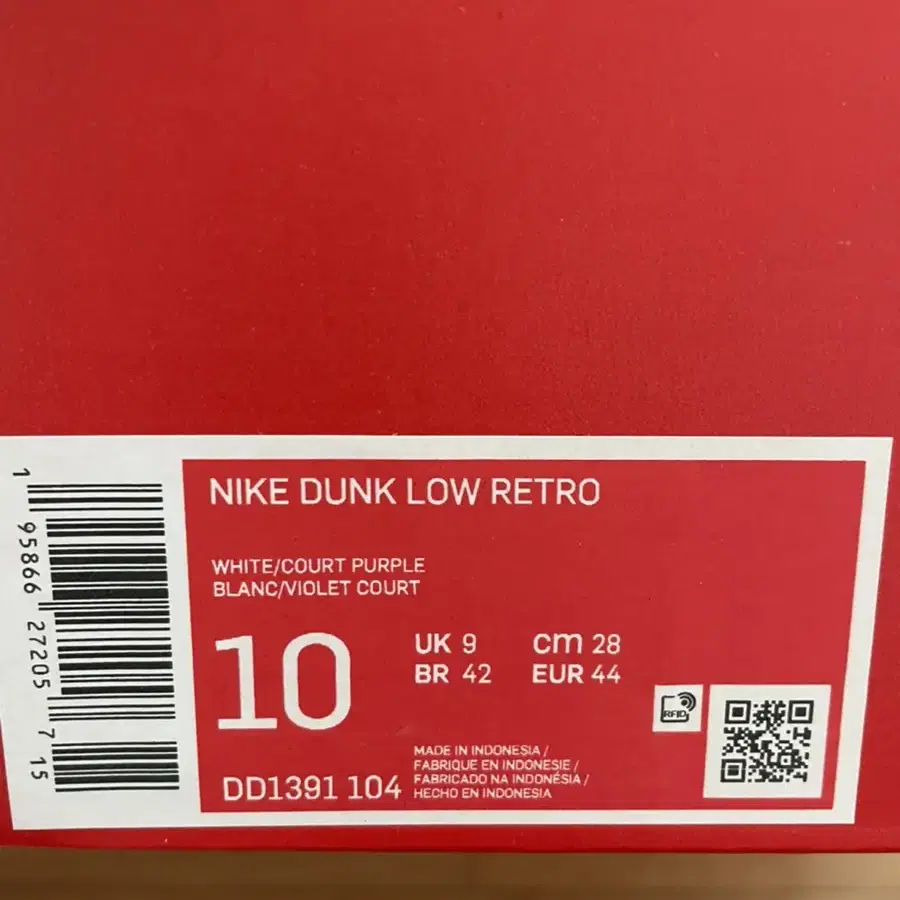 1 95866 27205 7 15
NIKE DUNK LOW RETRO
WHITE/COURT PURPLE
BLANC/VIOLET COURT
10
UK 9 cm 28
BR 42 EUR 44
RFID
MADE IN INDONESIA /
FABRIQUE EN INDONESIE /
FABRICADO NA INDONÉSIA /
HECHO EN INDONESIA
DD1391 104